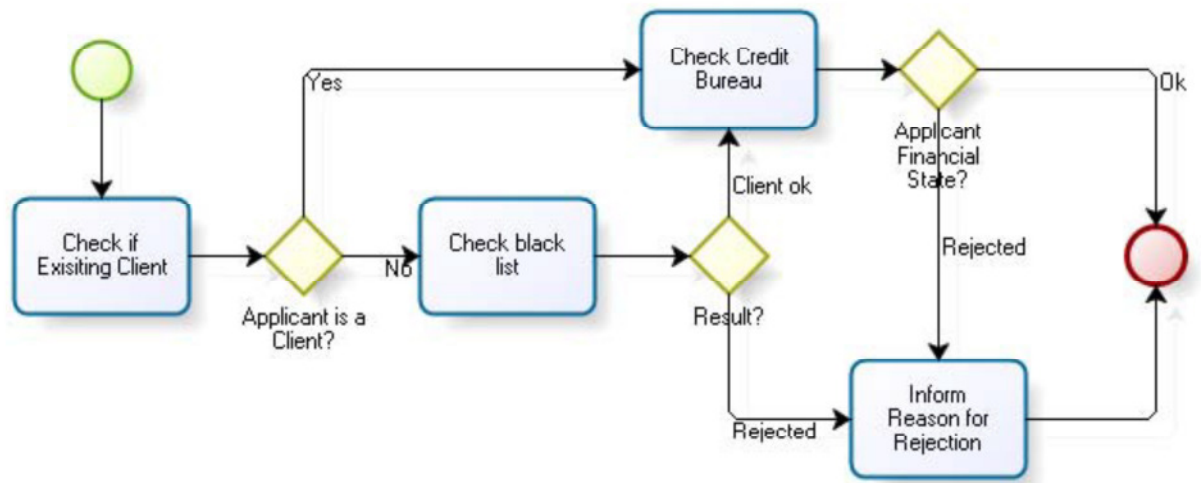 Check Credit
Bureau
Yes
Ok
Applicant
Financial
State?
Client ok
Check if
Exisiting Client
Check black
list
Rejected
No
Applicant is a
Client?
Result?
Inform
Reason for
Rejection
Rejected